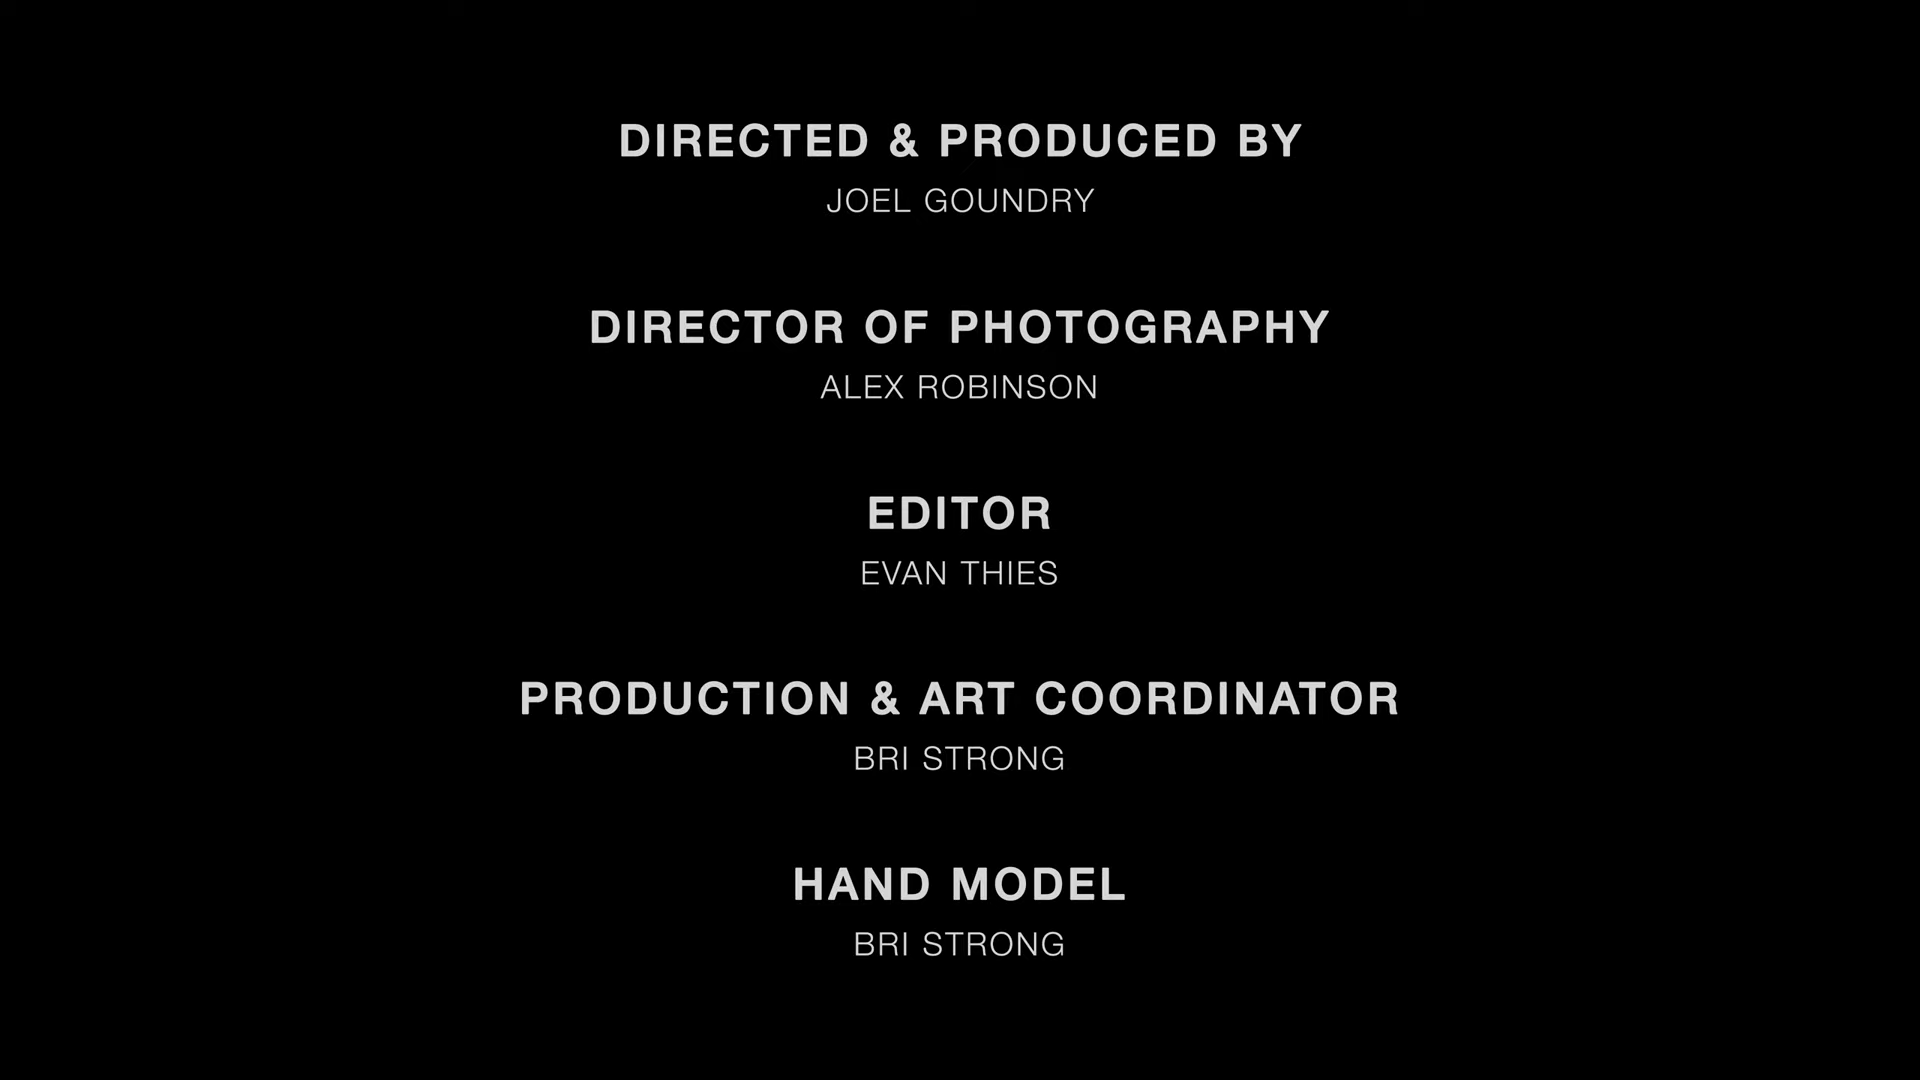 DIRECTED & PRODUCED BY
JOEL GOUNDRY
DIRECTOR OF PHOTOGRAPHY
ALEX ROBINSON
EDITOR
EVAN THIES
PRODUCTION & ART COORDINATOR
BRI STRONG
HAND MODEL
BRI STRONG